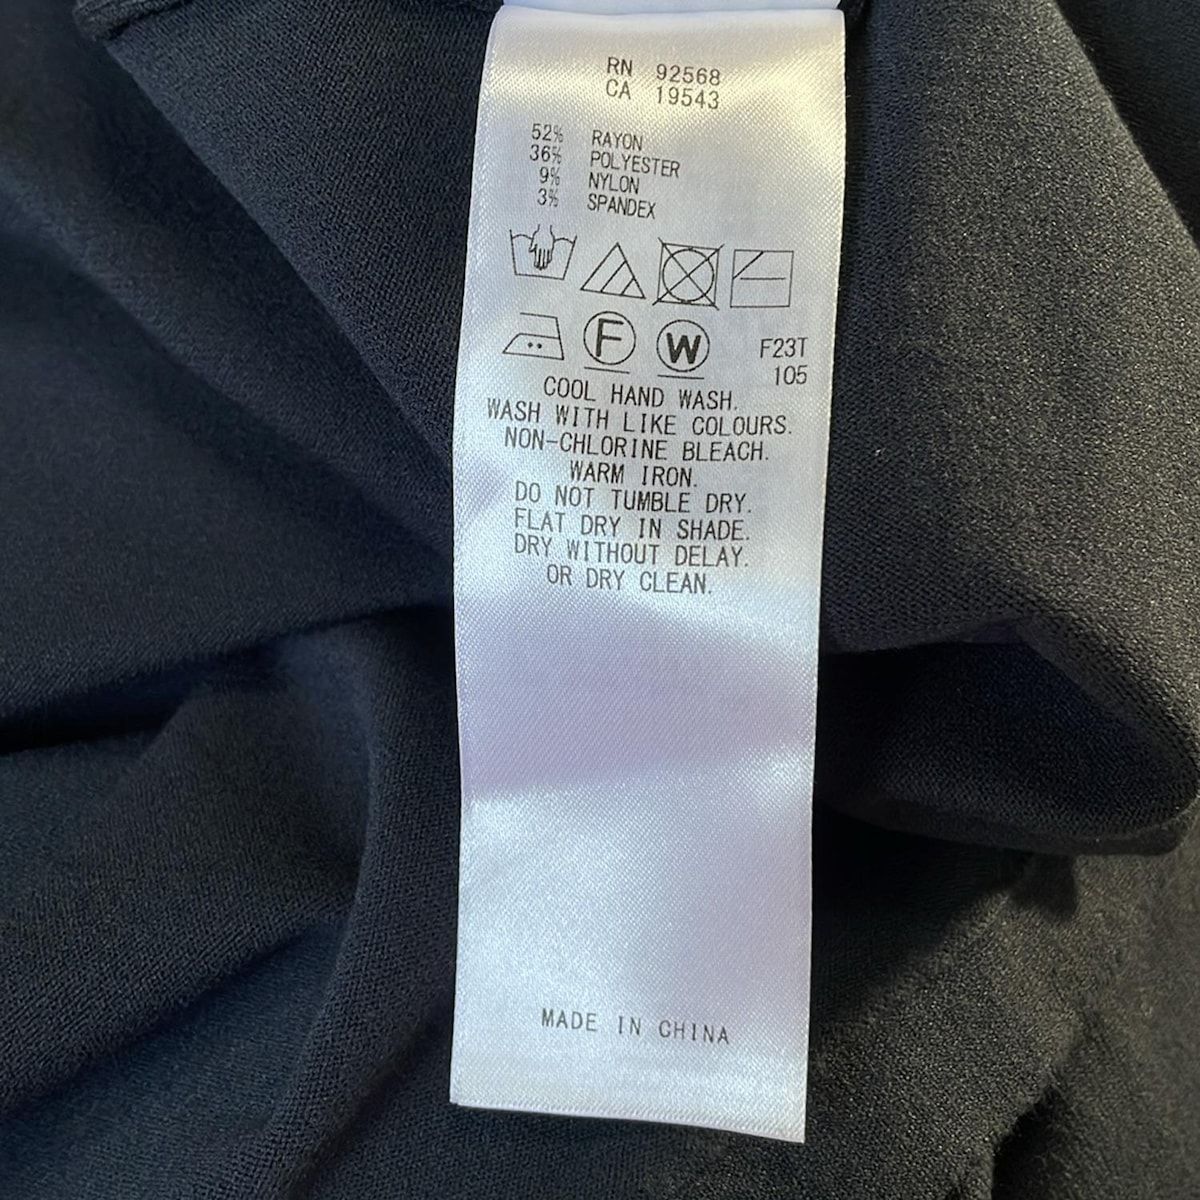 RN 92568
CA 19543
52% RAYON
36% POLYESTER
9% NYLON
3% SPANDEX
F W F23T
105
COOL HAND WASH.
WASH WITH LIKE COLOURS.
NON-CHLORINE BLEACH.
WARM IRON.
DO NOT TUMBLE DRY.
FLAT DRY IN SHADE.
DRY WITHOUT DELAY.
OR DRY CLEAN.
MADE IN CHINA